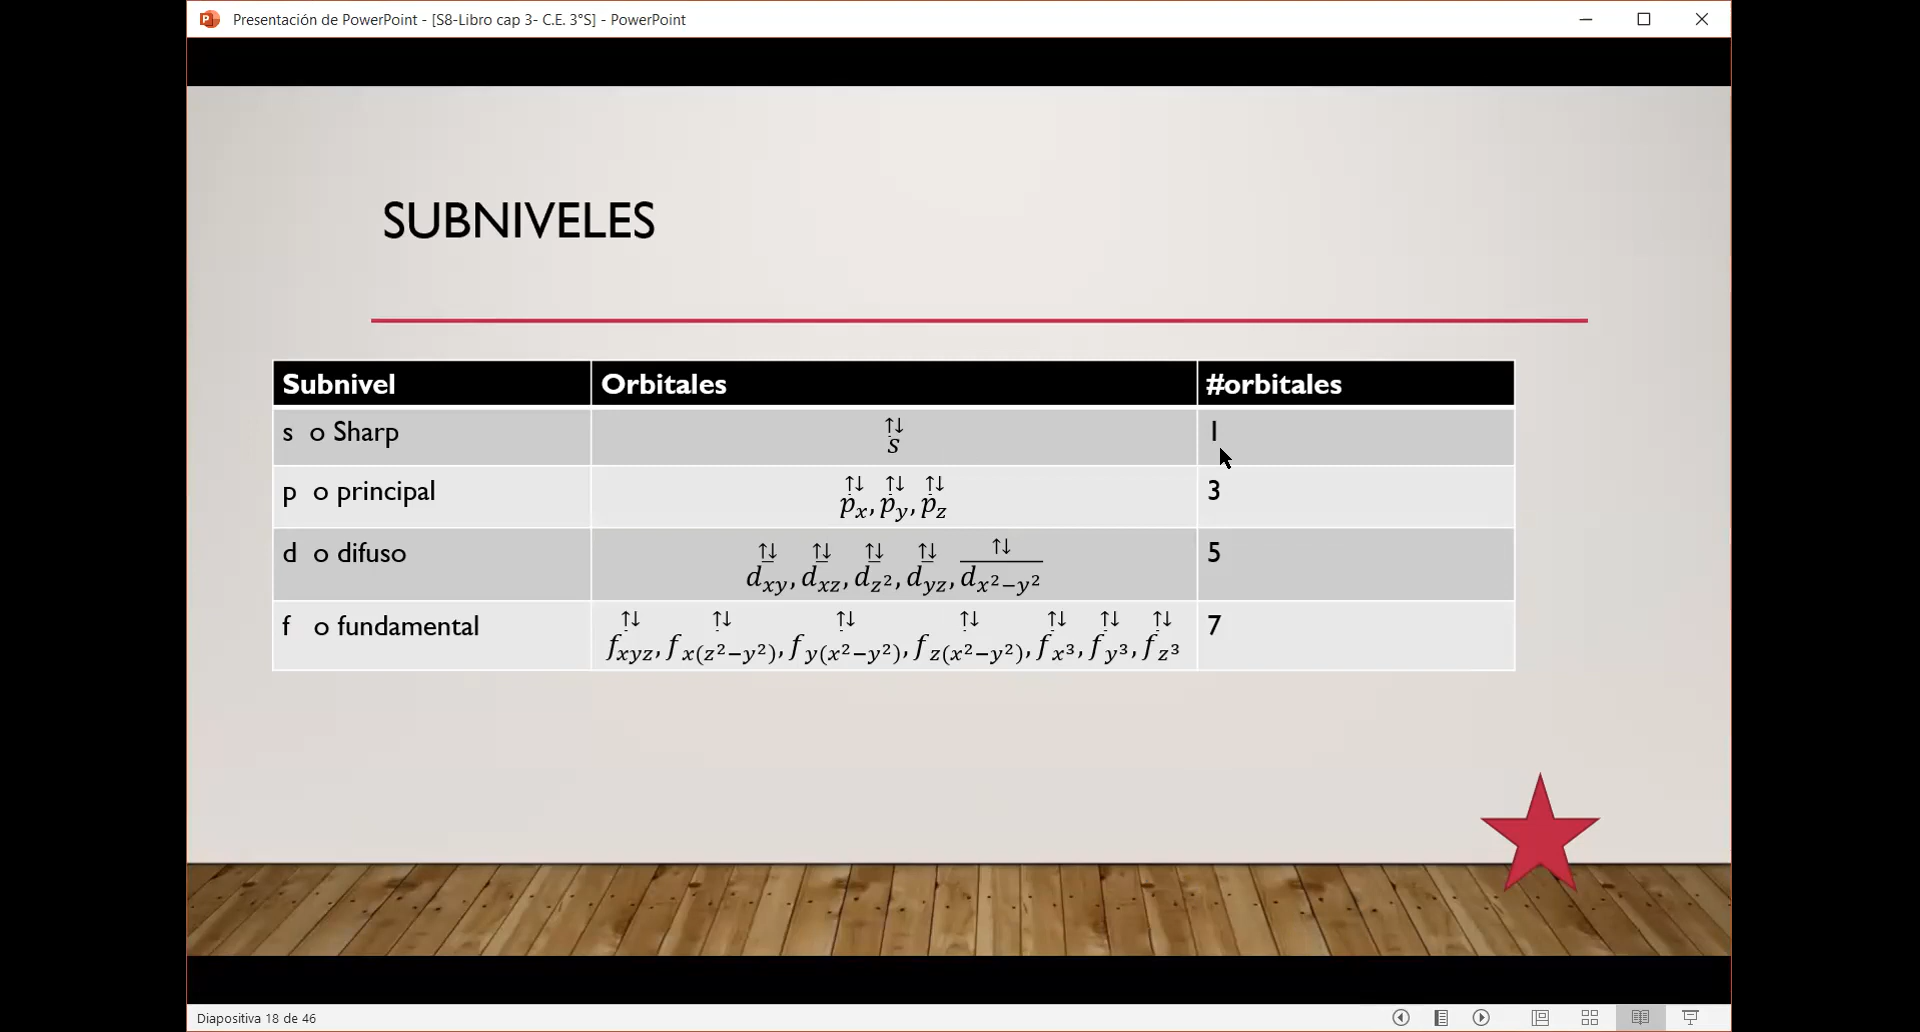 Presentación de PowerPoint - [S8-Libro cap 3- C.E. 3°S] - PowerPoint
SUBNIVELES
Subnivel Orbitales #orbitales
s o Sharp ↑↓ s 1
p o principal ↑↓ ↑↓ ↑↓ pₓ, p_y, p_z 3
d o difuso ↑↓ ↑↓ ↑↓ ↑↓ ↑↓ d_xy, d_xz, d_z², d_yz, d_x²−y² 5
f o fundamental ↑↓ ↑↓ ↑↓ ↑↓ ↑↓ ↑↓ ↑↓ f_xyz, f_x(z²−y²), f_y(x²−y²), f_z(x²−y²), f_x³, f_y³, f_z³ 7
Diapositiva 18 de 46